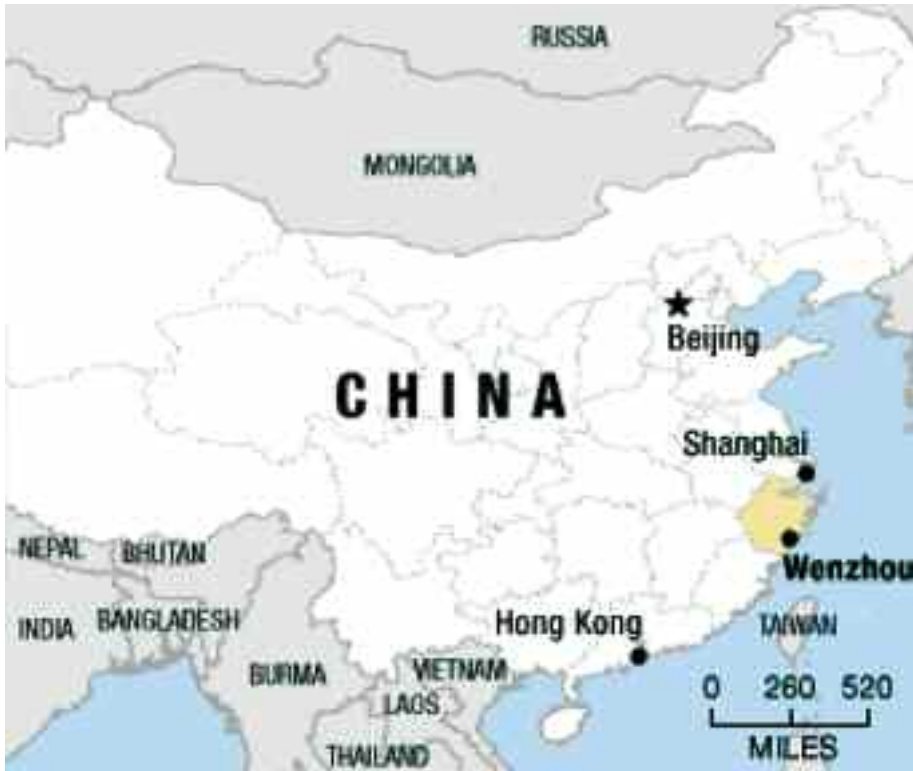 RUSSIA
MONGOLIA
Beijing
CHINA
Shanghai
NEPAL
BHUTAN
Wenzhou
INDIA
BANGLADESH
Hong Kong
TAIWAN
BURMA
VIETNAM
LAOS
0 260 520
MILES
THAILAND